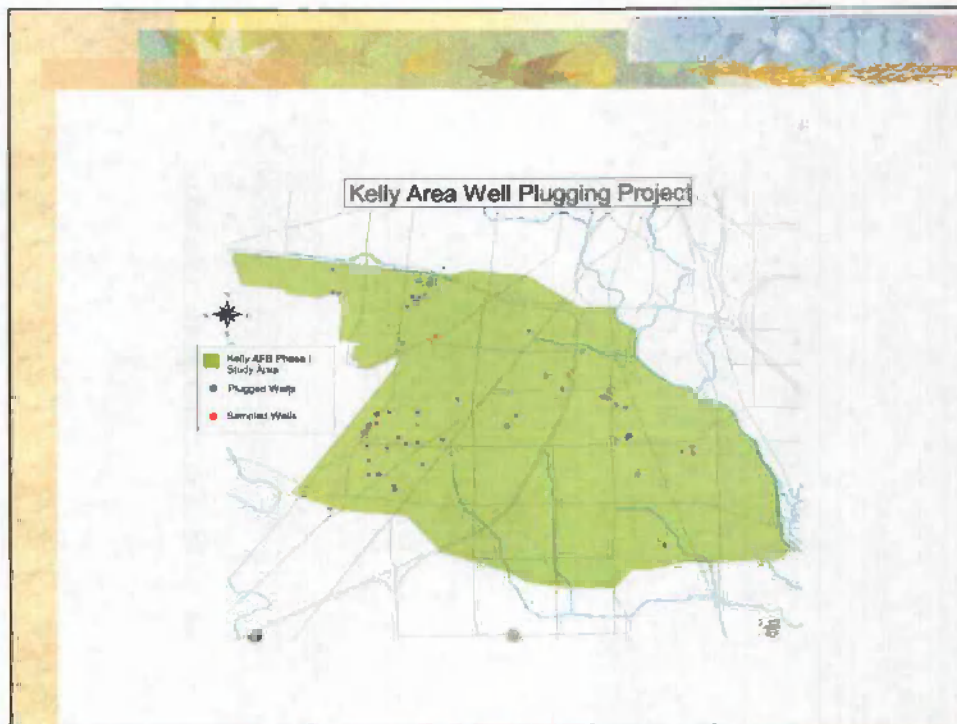 Kelly Area Well Plugging Project
Kelly AFB Phase I
Study Area
Plugged Wells
Sampled Wells